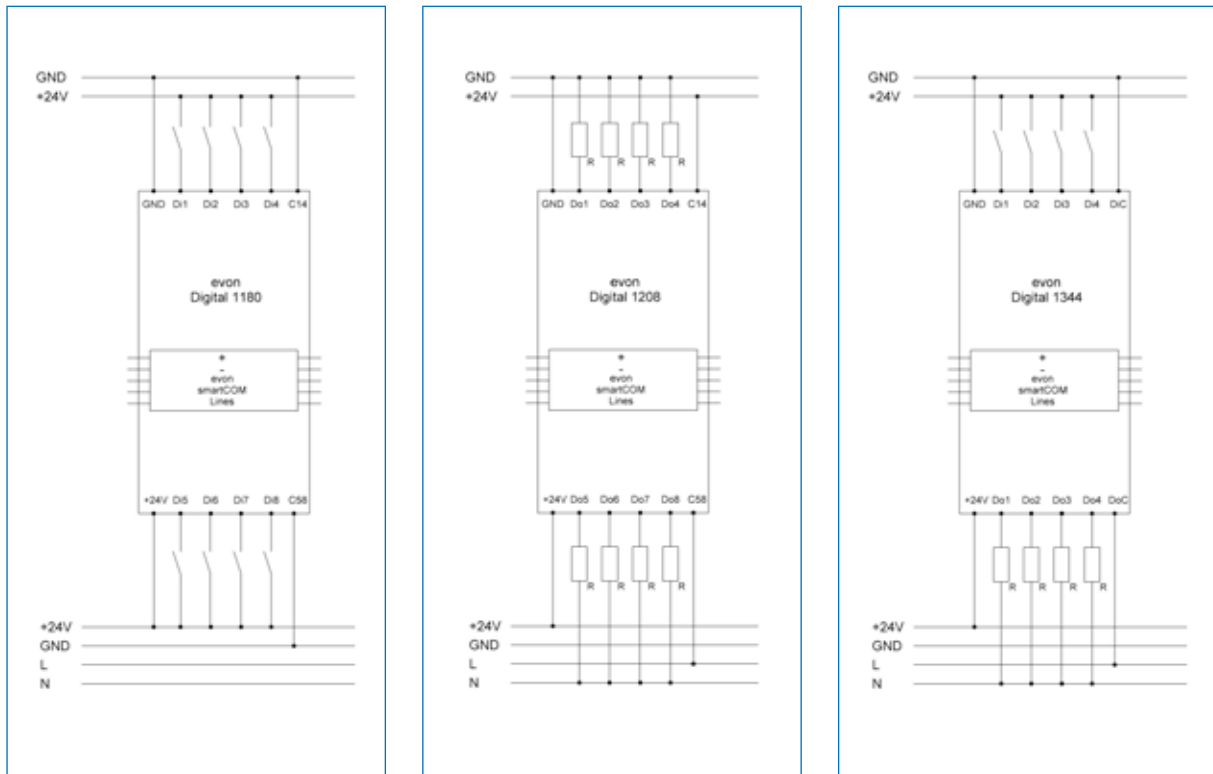 GND
+24V
GND Di1 Di2 Di3 Di4 C14
evon
Digital 1180
+
-
evon
smartCOM
Lines
+24V Di5 Di6 Di7 Di8 C58
+24V
GND
L
N
GND
+24V
R R R R
GND Do1 Do2 Do3 Do4 C14
evon
Digital 1208
+
-
evon
smartCOM
Lines
+24V Do5 Do6 Do7 Do8 C58
R R R R
+24V
GND
L
N
GND
+24V
GND Di1 Di2 Di3 Di4 DiC
evon
Digital 1344
+
-
evon
smartCOM
Lines
+24V Do1 Do2 Do3 Do4 DoC
R R R R
+24V
GND
L
N